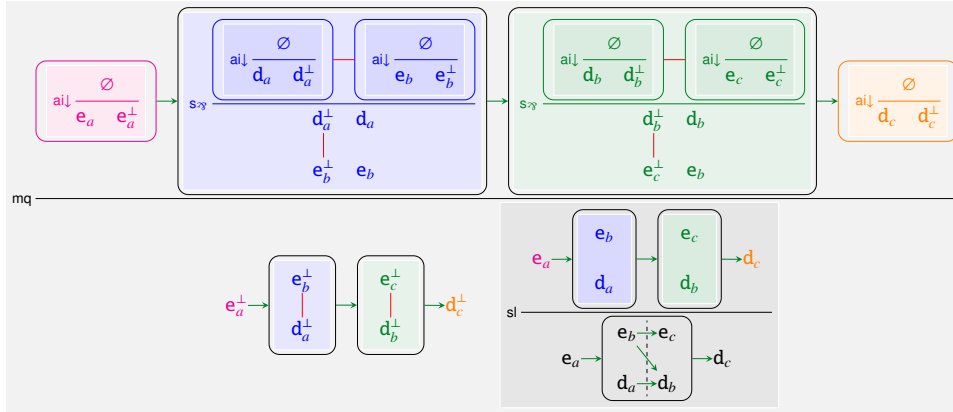 ∅ ∅ ∅ ∅
ai↓ ai↓ ai↓ ai↓
d_a d_a^⊥ e_b e_b^⊥ d_b d_b^⊥ e_c e_c^⊥
∅ ∅
ai↓ ai↓
e_a e_a^⊥ d_c d_c^⊥
s⅋ s⅋
d_a^⊥ d_a d_b^⊥ d_b
e_b^⊥ e_b e_c^⊥ e_b
mq
e_b e_c
e_a d_c
d_a d_b
e_b^⊥ e_c^⊥
e_a^⊥ d_c^⊥
d_a^⊥ d_b^⊥
sl
e_b e_c
e_a d_c
d_a d_b